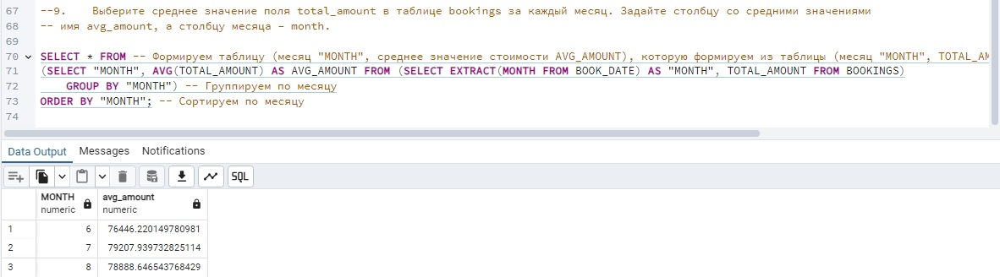 67 --9. Выберите среднее значение поля total_amount в таблице bookings за каждый месяц. Задайте столбцу со средними значениями
68 -- имя avg_amount, а столбцу месяца – month.
69
70 SELECT * FROM -- Формируем таблицу (месяц "MONTH", среднее значение стоимости AVG_AMOUNT), которую формируем из таблицы (месяц "MONTH", TOTAL_AM
71 (SELECT "MONTH", AVG(TOTAL_AMOUNT) AS AVG_AMOUNT FROM (SELECT EXTRACT(MONTH FROM BOOK_DATE) AS "MONTH", TOTAL_AMOUNT FROM BOOKINGS)
72 GROUP BY "MONTH") -- Группируем по месяцу
73 ORDER BY "MONTH"; -- Сортируем по месяцу
74
Data Output Messages Notifications
SQL
MONTH avg_amount
numeric numeric
1 6 76446.220149780981
2 7 79207.939732825114
3 8 78888.646543768429